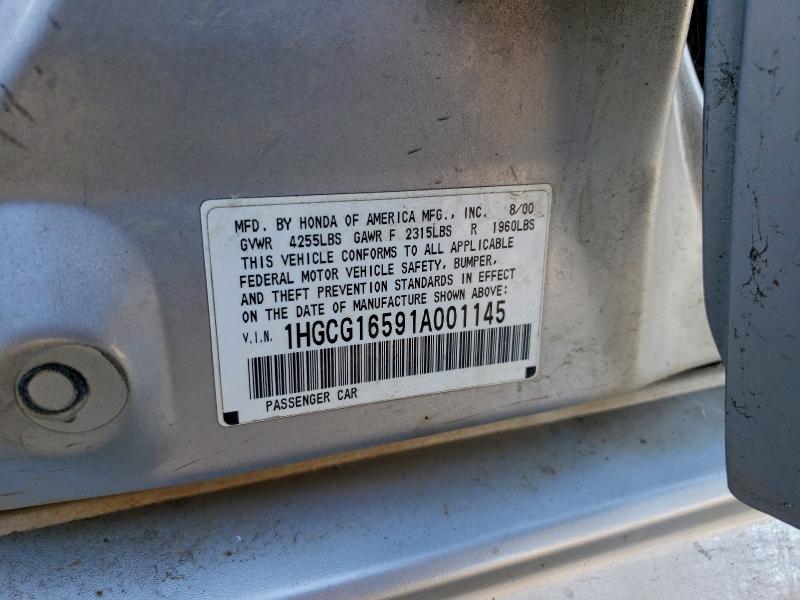 MFD. BY HONDA OF AMERICA MFG., INC. 8/00
GVWR 4255LBS GAWR F 2315LBS R 1960LBS
THIS VEHICLE CONFORMS TO ALL APPLICABLE
FEDERAL MOTOR VEHICLE SAFETY, BUMPER,
AND THEFT PREVENTION STANDARDS IN EFFECT
ON THE DATE OF MANUFACTURE SHOWN ABOVE:
V.I.N. 1HGCG16591A001145
PASSENGER CAR